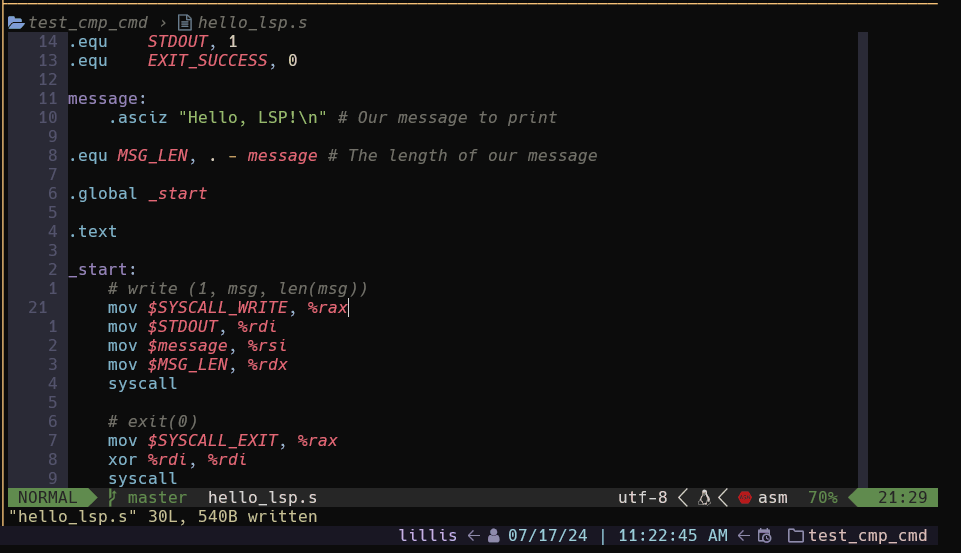 test_cmp_cmd › hello_lsp.s
14 .equ    STDOUT, 1
13 .equ    EXIT_SUCCESS, 0
12
11 message:
10     .asciz "Hello, LSP!\n" # Our message to print
9
8 .equ MSG_LEN, . - message # The length of our message
7
6 .global _start
5
4 .text
3
2 _start:
1     # write (1, msg, len(msg))
21     mov $SYSCALL_WRITE, %rax
1     mov $STDOUT, %rdi
2     mov $message, %rsi
3     mov $MSG_LEN, %rdx
4     syscall
5
6     # exit(0)
7     mov $SYSCALL_EXIT, %rax
8     xor %rdi, %rdi
9     syscall
NORMAL master hello_lsp.s utf-8 asm 70% 21:29
"hello_lsp.s" 30L, 540B written
lillis ← 07/17/24 | 11:22:45 AM ← test_cmp_cmd